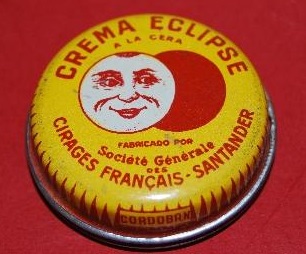 CREMA ECLIPSE
A LA CERA
FABRICADO POR
Société Générale
DES
CIRAGES FRANÇAIS - SANTANDER
CORDOBAN